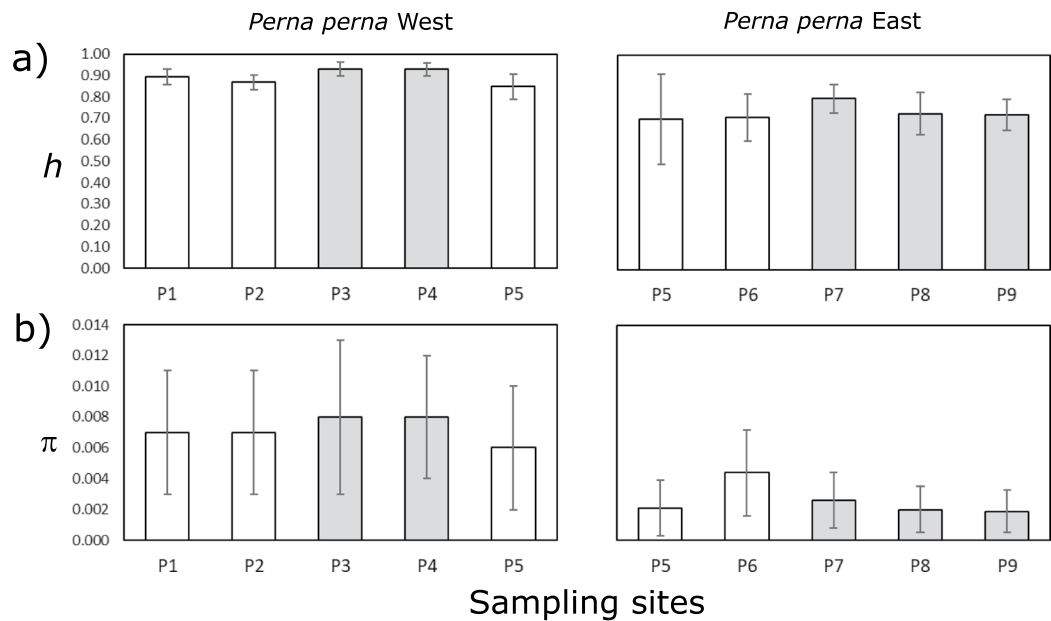 Perna perna West
Perna perna East
a)
1.00
0.90
0.80
0.70
0.60
0.50
0.40
0.30
0.20
0.10
0.00
h
P1 P2 P3 P4 P5
P5 P6 P7 P8 P9
b)
0.014
0.012
0.010
0.008
0.006
0.004
0.002
0.000
π
P1 P2 P3 P4 P5
P5 P6 P7 P8 P9
Sampling sites